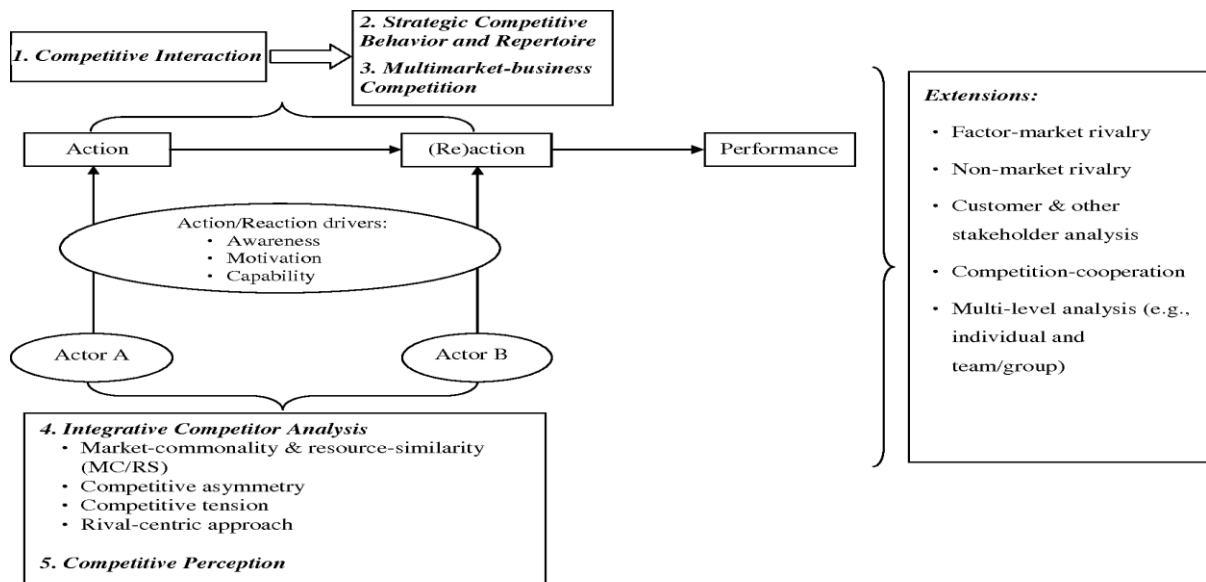 1. Competitive Interaction
2. Strategic Competitive
Behavior and Repertoire
3. Multimarket-business
Competition
Action
(Re)action
Performance
Action/Reaction drivers:
• Awareness
• Motivation
• Capability
Actor A
Actor B
4. Integrative Competitor Analysis
• Market-commonality & resource-similarity
(MC/RS)
• Competitive asymmetry
• Competitive tension
• Rival-centric approach
5. Competitive Perception
Extensions:
• Factor-market rivalry
• Non-market rivalry
• Customer & other
stakeholder analysis
• Competition-cooperation
• Multi-level analysis (e.g.,
individual and
team/group)